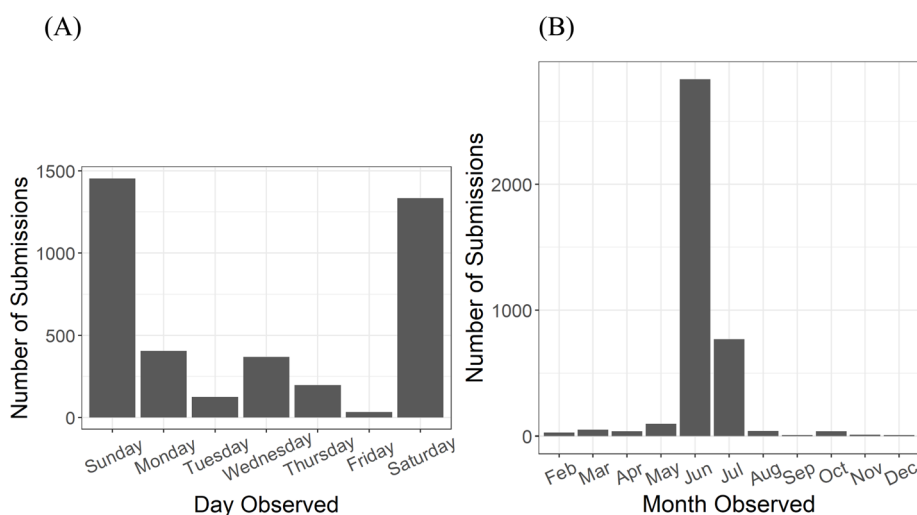 (A)
(B)
Number of Submissions
1500
1000
500
0
Sunday
Monday
Tuesday
Wednesday
Thursday
Friday
Saturday
Day Observed
Number of Submissions
2000
1000
0
Feb
Mar
Apr
May
Jun
Jul
Aug
Sep
Oct
Nov
Dec
Month Observed